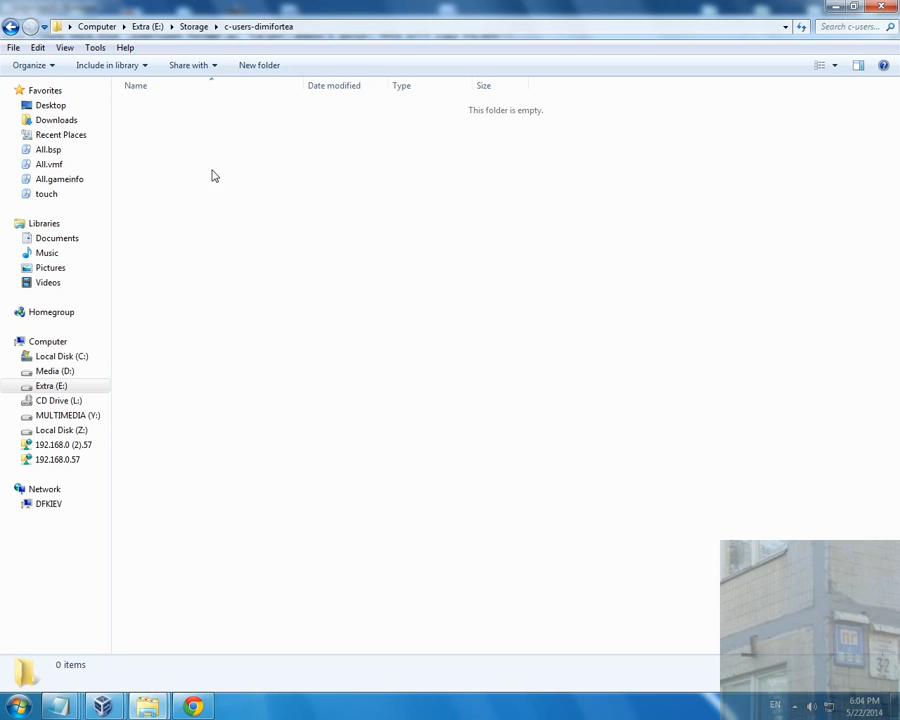 Computer ▸ Extra (E:) ▸ Storage ▸ c-users-dimifortea
Search c-users...
File Edit View Tools Help
Organize Include in library Share with New folder
Name Date modified Type Size
This folder is empty.
Favorites
Desktop
Downloads
Recent Places
All.bsp
All.vmf
All.gameinfo
touch
Libraries
Documents
Music
Pictures
Videos
Homegroup
Computer
Local Disk (C:)
Media (D:)
Extra (E:)
CD Drive (L:)
MULTIMEDIA (Y:)
Local Disk (Z:)
192.168.0 (2).57
192.168.0.57
Network
DFKIEV
0 items
ПГ
32
EN
6:04 PM
5/22/2014